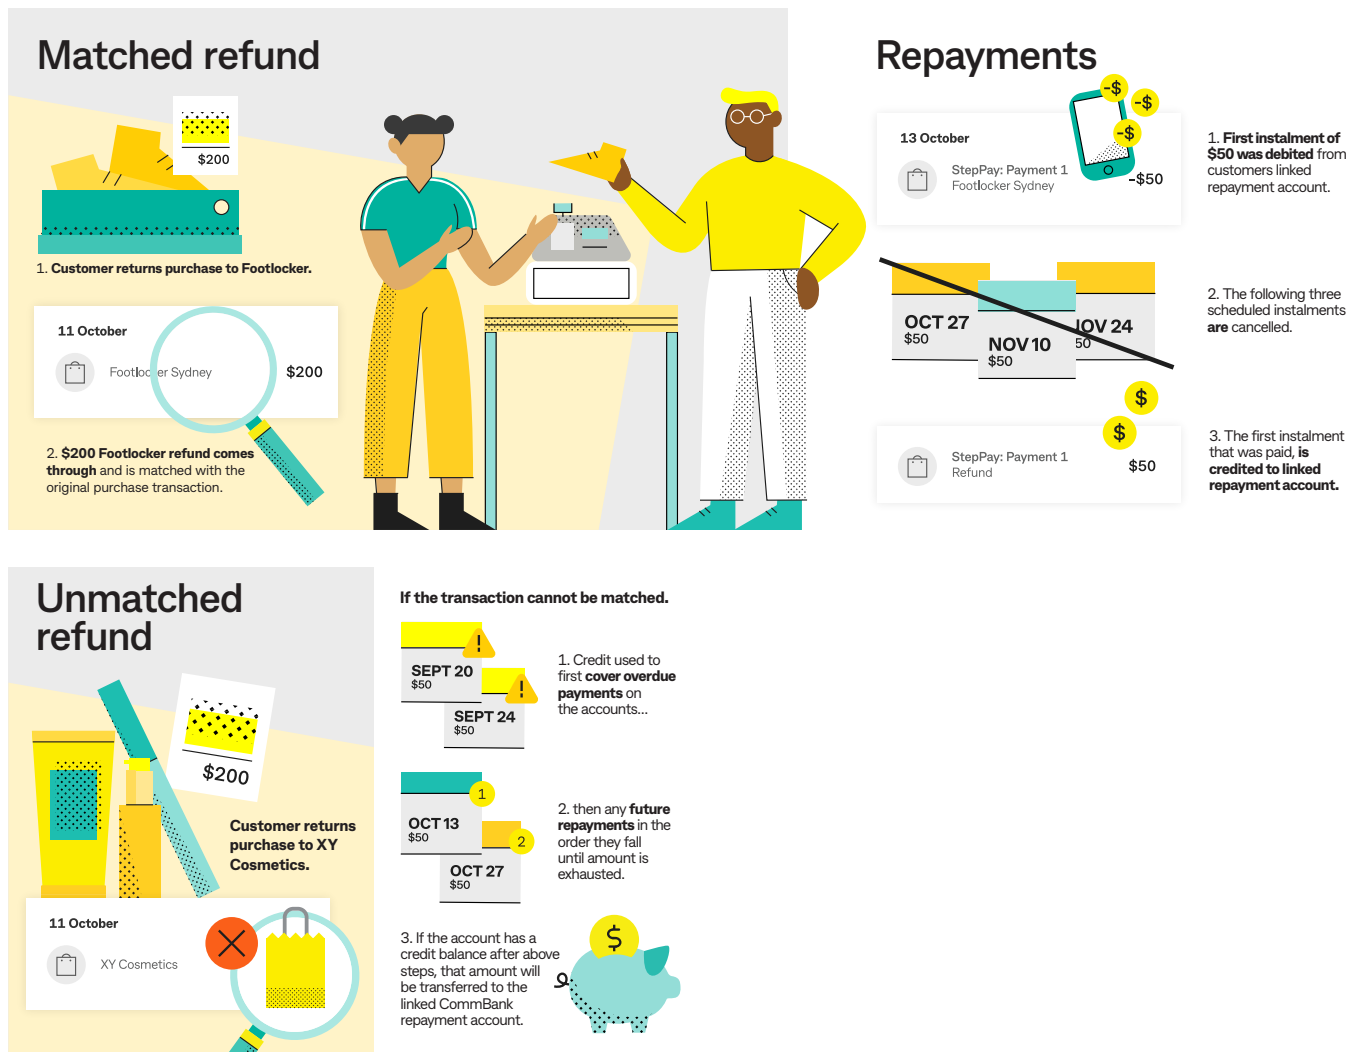 Matched refund
$200
1. Customer returns purchase to Footlocker.
11 October
Footlocker Sydney
$200
2. $200 Footlocker refund comes
through and is matched with the
original purchase transaction.
Repayments
-$
-$
-$
13 October
StepPay: Payment 1
Footlocker Sydney
-$50
1. First instalment of
$50 was debited from
customers linked
repayment account.
OCT 27
$50
NOV 10
$50
NOV 24
$50
2. The following three
scheduled instalments
are cancelled.
$
$
StepPay: Payment 1
Refund
$50
3. The first instalment
that was paid, is
credited to linked
repayment account.
Unmatched
refund
$200
Customer returns
purchase to XY
Cosmetics.
11 October
XY Cosmetics
If the transaction cannot be matched.
SEPT 20
$50
!
SEPT 24
$50
!
1. Credit used to
first cover overdue
payments on
the accounts...
OCT 13
$50
1
OCT 27
$50
2
2. then any future
repayments in the
order they fall
until amount is
exhausted.
3. If the account has a
credit balance after above
steps, that amount will
be transferred to the
linked CommBank
repayment account.
$